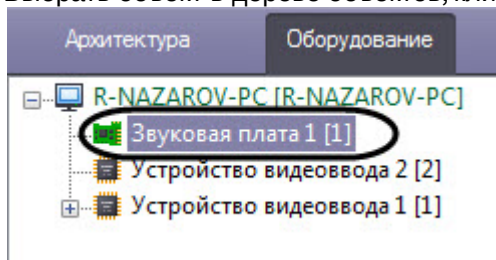 Архитектура Оборудование
R-NAZAROV-PC [R-NAZAROV-PC]
Звуковая плата 1 [1]
Устройство видеоввода 2 [2]
Устройство видеоввода 1 [1]